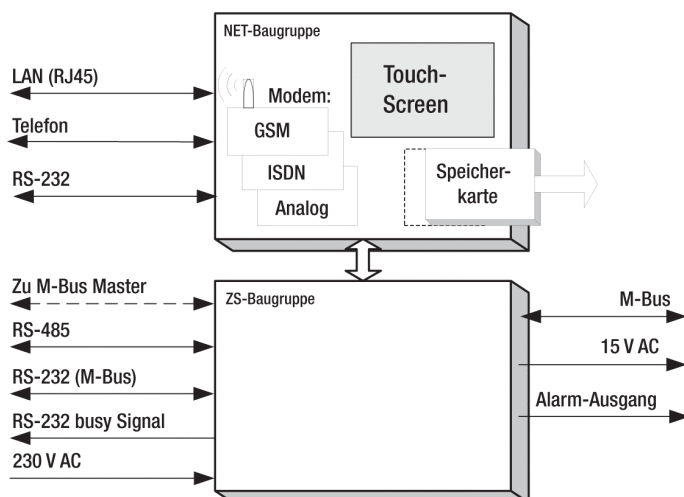 NET-Baugruppe
LAN (RJ45)
Telefon
RS-232
Modem:
GSM
ISDN
Analog
Touch-
Screen
Speicher-
karte
Zu M-Bus Master
RS-485
RS-232 (M-Bus)
RS-232 busy Signal
230 V AC
ZS-Baugruppe
M-Bus
15 V AC
Alarm-Ausgang